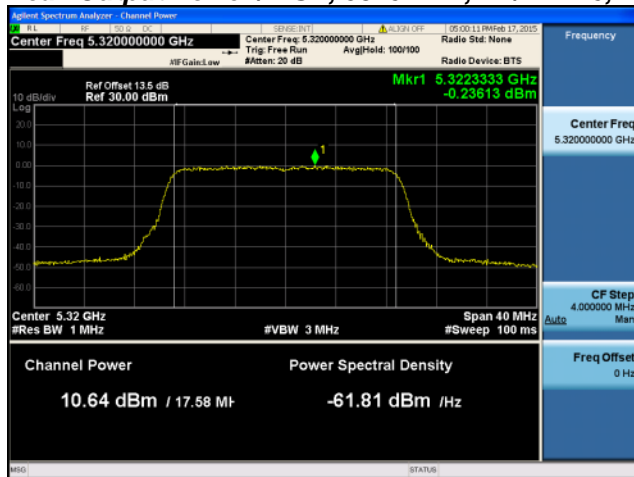 Agilent Spectrum Analyzer - Channel Power
RL RF 50 Ω DC SENSE:INT ALIGN OFF 05:00:11 PM Feb 17, 2015
Center Freq 5.320000000 GHz
Center Freq: 5.320000000 GHz
Radio Std: None
Trig: Free Run Avg|Hold: 100/100
#IFGain:Low #Atten: 20 dB Radio Device: BTS
Frequency
Ref Offset 13.5 dB
Ref 30.00 dBm
Mkr1 5.3223333 GHz
-0.23613 dBm
10 dB/div
Log
20.0
10.0
0.00
-10.0
-20.0
-30.0
-40.0
-50.0
-60.0
1
Center 5.32 GHz Span 40 MHz
#Res BW 1 MHz #VBW 3 MHz #Sweep 100 ms
Channel Power Power Spectral Density
10.64 dBm / 17.58 MH -61.81 dBm /Hz
Center Freq
5.320000000 GHz
CF Step
4.000000 MHz
Auto Man
Freq Offset
0 Hz
MSG STATUS